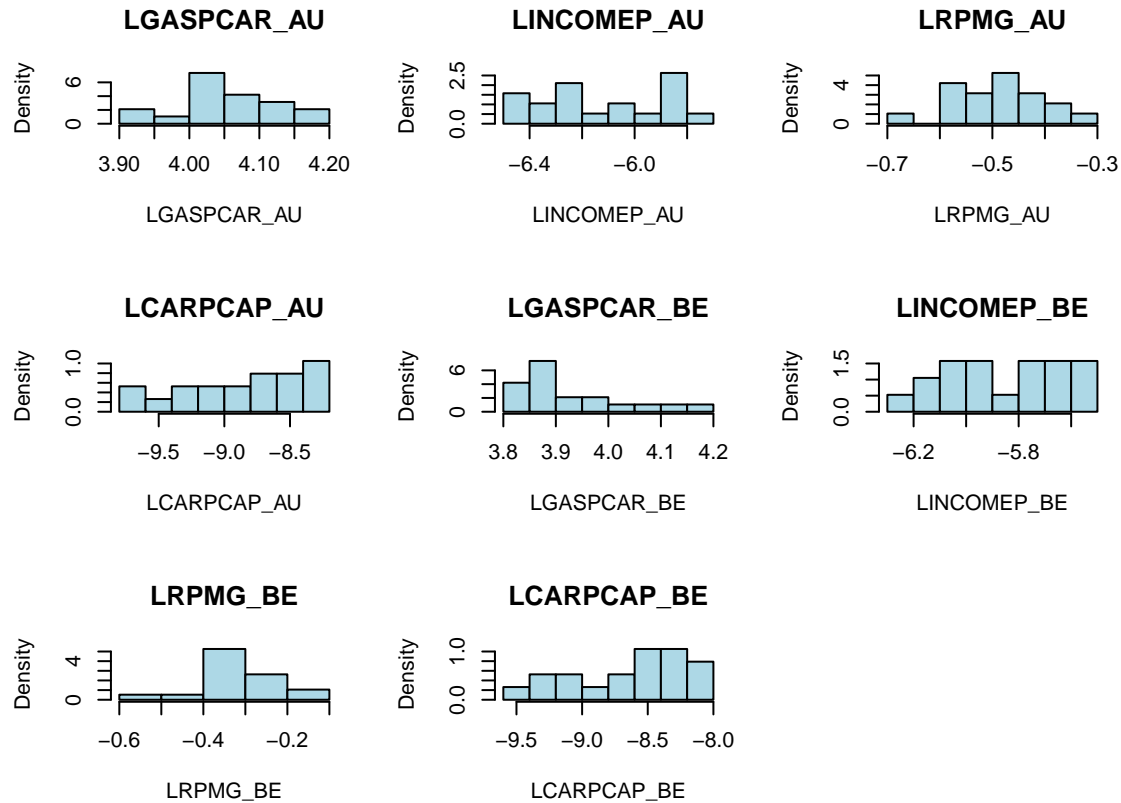 LGASPCAR_AU
Density
0 6
3.90 4.00 4.10 4.20
LGASPCAR_AU
LINCOMEP_AU
Density
0.0 2.5
−6.4 −6.0
LINCOMEP_AU
LRPMG_AU
Density
0 4
−0.7 −0.5 −0.3
LRPMG_AU
LCARPCAP_AU
Density
0.0 1.0
−9.5 −9.0 −8.5
LCARPCAP_AU
LGASPCAR_BE
Density
0 6
3.8 3.9 4.0 4.1 4.2
LGASPCAR_BE
LINCOMEP_BE
Density
0.0 1.5
−6.2 −5.8
LINCOMEP_BE
LRPMG_BE
Density
0 4
−0.6 −0.4 −0.2
LRPMG_BE
LCARPCAP_BE
Density
0.0 1.0
−9.5 −9.0 −8.5 −8.0
LCARPCAP_BE